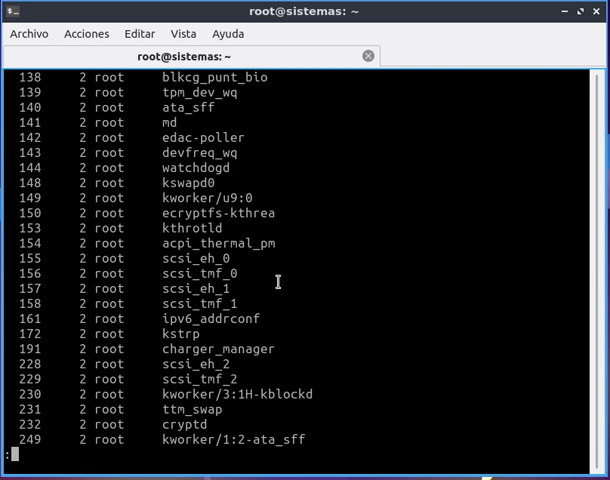 root@sistemas: ~
Archivo Acciones Editar Vista Ayuda
root@sistemas: ~
138 2 root blkcg_punt_bio
139 2 root tpm_dev_wq
140 2 root ata_sff
141 2 root md
142 2 root edac-poller
143 2 root devfreq_wq
144 2 root watchdogd
148 2 root kswapd0
149 2 root kworker/u9:0
150 2 root ecryptfs-kthrea
153 2 root kthrotld
154 2 root acpi_thermal_pm
155 2 root scsi_eh_0
156 2 root scsi_tmf_0
157 2 root scsi_eh_1
158 2 root scsi_tmf_1
161 2 root ipv6_addrconf
172 2 root kstrp
191 2 root charger_manager
228 2 root scsi_eh_2
229 2 root scsi_tmf_2
230 2 root kworker/3:1H-kblockd
231 2 root ttm_swap
232 2 root cryptd
249 2 root kworker/1:2-ata_sff
: